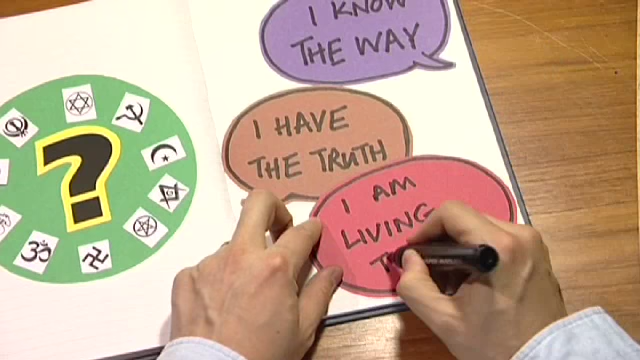 I KNOW
THE WAY
I HAVE
THE TRUTH
I AM
LIVING
T
?